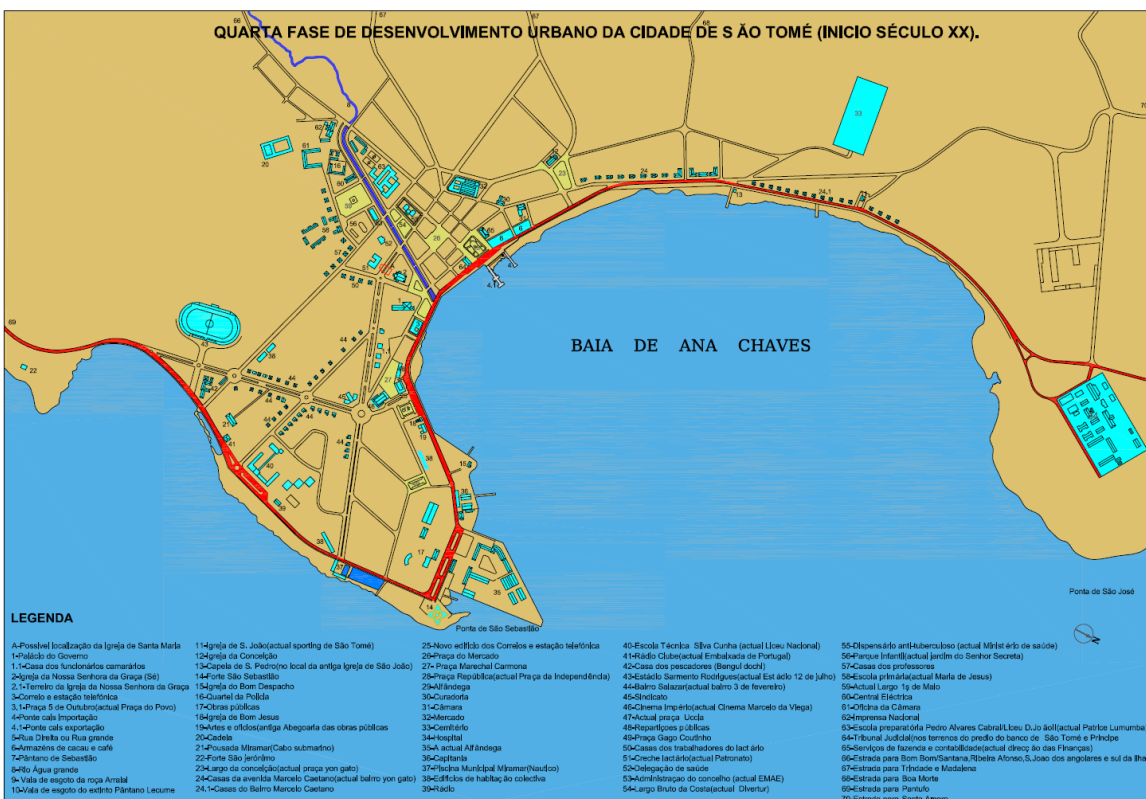 QUARTA FASE DE DESENVOLVIMENTO URBANO DA CIDADE DE S ÃO TOMÉ (INICIO SÉCULO XX).
BAIA DE ANA CHAVES
Ponta de São José
Ponta de São Sebastião
LEGENDA
A-Possivel localização da Igreja de Santa Maria
1-Palácio do Governo
1.1-Casa dos funcionários camarários
2-Igreja da Nossa Senhora da Graça (Sé)
2.1-Terreiro da Igreja da Nossa Senhora da Graça
3-Correio e estação telefónica
3.1-Praça 5 de Outubro(actual Praça do Povo)
4-Ponte cais importação
4.1-Ponte cais exportação
5-Rua Direita ou Rua grande
6-Armazéns de cacau e café
7-Pântano de Sebastião
8-Rio Água grande
9- Vala de esgoto da roça Arraial
10-Vala de esgoto do extinto Pântano Lecume
11-Igreja de S. João(actual sporting de São Tomé)
12-Igreja da Conceição
13-Capela de S. Pedro(no local da antiga Igreja de São João)
14-Forte São Sebastião
15-Igreja do Bom Despacho
16-Quartel da Policia
17-Obras públicas
18-Igreja de Bom Jesus
19-Artes e oficios(antiga Abegoaria das obras públicas
20-Cadeia
21-Pousada Miramar(Cabo submarino)
22-Forte São Jerónimo
23-Largo da conceição(actual praça yon gato)
24-Casas da avenida Marcelo Caetano(actual bairro yon gato)
24.1-Casas do Bairro Marcelo Caetano
25-Novo edificio dos Correios e estação telefónica
26-Praça do Mercado
27- Praça Marechal Carmona
28-Praça República(actual Praça da Independência)
29-Alfândega
30-Curadoria
31-Câmara
32-Mercado
33-Cemitério
34-Hospital
35-A actual Alfândega
36-Capitania
37-Piscina Municipal Miramar(Nautico)
38-Edificios de habitação colectiva
39-Rádio
40-Escola Técnica Silva Cunha (actual Liceu Nacional)
41-Rádio Clube(actual Embaixada de Portugal)
42-Casa dos pescadores (Bengui dochi)
43-Estádio Sarmento Rodrigues(actual Est ádio 12 de julho)
44-Bairro Salazar(actual bairro 3 de fevereiro)
45-Sindicato
46-Cinema Império(actual Cinema Marcelo da Viega)
47-Actual praça Uccla
48-Repartiçoes públicas
49-Praça Gago Coutinho
50-Casas dos trabalhadores do lact ário
51-Creche lactário(actual Patronato)
52-Delegação de saúde
53-Administraçao do concelho (actual EMAE)
54-Largo Bruto da Costa(actual Divertur)
55-Dispensário anti-tuberculoso (actual Minist ério de saúde)
56-Parque infantil(actual jardim do Senhor Secreta)
57-Casas dos professores
58-Escola primária(actual Maria de Jesus)
59-Actual Largo 1º de Maio
60-Central Eléctrica
61-Oficina da Câmara
62-Imprensa Nacional
63-Escola preparatória Pedro Alvares Cabral/Liceu D.Jo ãoII(actual Patrice Lumumba)
64-Tribunal Judicial(nos terrenos do predio do banco de São Tomé e Principe
65-Serviços de fazenda e contabilidade(actual direcç ão das Finanças)
66-Estrada para Bom Bom/Santana,Ribeira Afonso,S.Joao dos angolares e sul da ilha
67-Estrada para Trindade e Madalena
68-Estrada para Boa Morte
69-Estrada para Pantufo
70-Estrada para Santo Amaro